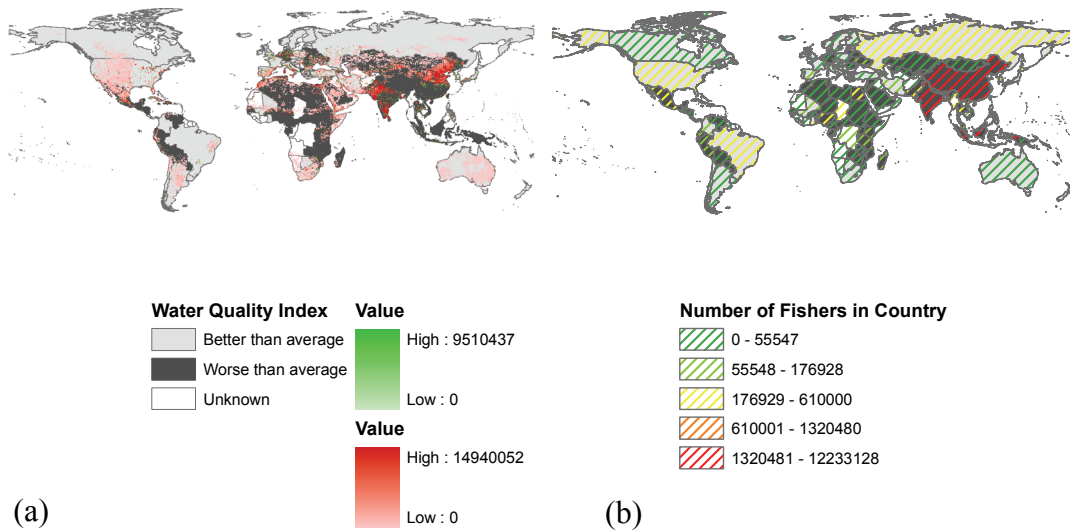 Water Quality Index
Better than average
Worse than average
Unknown
Value
High : 9510437
Low : 0
Value
High : 14940052
Low : 0
(a)
Number of Fishers in Country
0 - 55547
55548 - 176928
176929 - 610000
610001 - 1320480
1320481 - 12233128
(b)